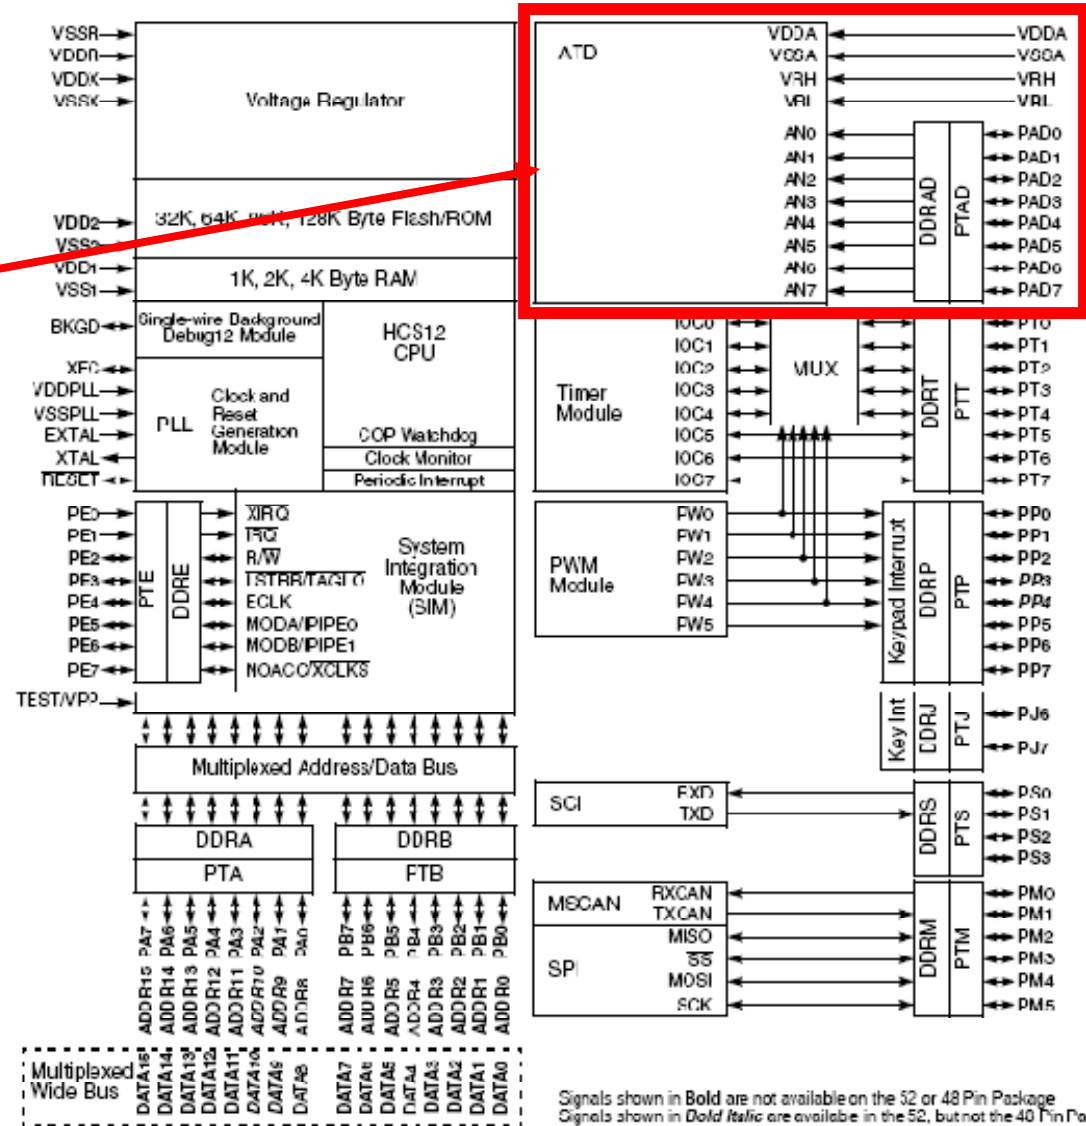 VSSR
VDDR
VDDX
VSSX
Voltage Regulator
VDD2
VSS2
VDD1
VSS1
32K, 64K, 96K, 128K Byte Flash/ROM
1K, 2K, 4K Byte RAM
BKGD
Single-wire Background
Debug12 Module
HCS12
CPU
XFC
VDDPLL
VSSPLL
EXTAL
XTAL
RESET
PLL
Clock and
Reset
Generation
Module
COP Watchdog
Clock Monitor
Periodic Interrupt
PE0
PE1
PE2
PE3
PE4
PE5
PE6
PE7
TEST/VPP
PTE
DDRE
XIRQ
IRQ
R/W
LSTRB/TAGLO
ECLK
MODA/IPIPE0
MODB/IPIPE1
NOACC/XCLKS
System
Integration
Module
(SIM)
Multiplexed Address/Data Bus
DDRA
DDRB
PTA
PTB
PA7
PA6
PA5
PA4
PA3
PA2
PA1
PA0
PB7
PB6
PB5
PB4
PB3
PB2
PB1
PB0
ADDR15
ADDR14
ADDR13
ADDR12
ADDR11
ADDR10
ADDR9
ADDR8
ADDR7
ADDR6
ADDR5
ADDR4
ADDR3
ADDR2
ADDR1
ADDR0
Multiplexed
Wide Bus
DATA15
DATA14
DATA13
DATA12
DATA11
DATA10
DATA9
DATA8
DATA7
DATA6
DATA5
DATA4
DATA3
DATA2
DATA1
DATA0
ATD
VDDA
VSSA
VRH
VRL
AN0
AN1
AN2
AN3
AN4
AN5
AN6
AN7
DDRAD
PTAD
VDDA
VSSA
VRH
VRL
PAD0
PAD1
PAD2
PAD3
PAD4
PAD5
PAD6
PAD7
Timer
Module
IOC0
IOC1
IOC2
IOC3
IOC4
IOC5
IOC6
IOC7
MUX
DDRT
PTT
PT0
PT1
PT2
PT3
PT4
PT5
PT6
PT7
PWM
Module
PW0
PW1
PW2
PW3
PW4
PW5
Keypad Interrupt
DDRP
PTP
PP0
PP1
PP2
PP3
PP4
PP5
PP6
PP7
Key Int
DDRJ
PTJ
PJ6
PJ7
SCI
RXD
TXD
DDRS
PTS
PS0
PS1
PS2
PS3
MSCAN
RXCAN
TXCAN
SPI
MISO
SS
MOSI
SCK
DDRM
PTM
PM0
PM1
PM2
PM3
PM4
PM5
Signals shown in Bold are not available on the 52 or 48 Pin Package
Signals shown in Bold Italic are available in the 52, but not the 48 Pin